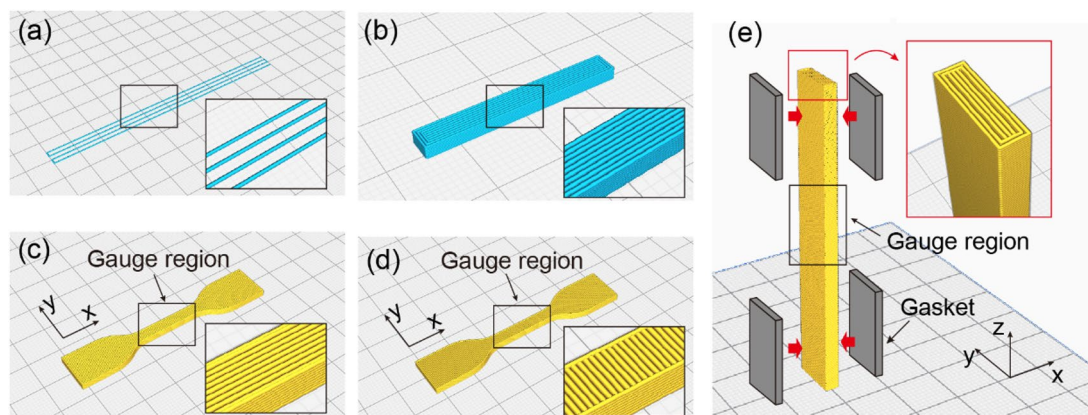 (a)
(b)
(c)
Gauge region
y
x
(d)
Gauge region
y
x
(e)
Gauge region
Gasket
z
y
x